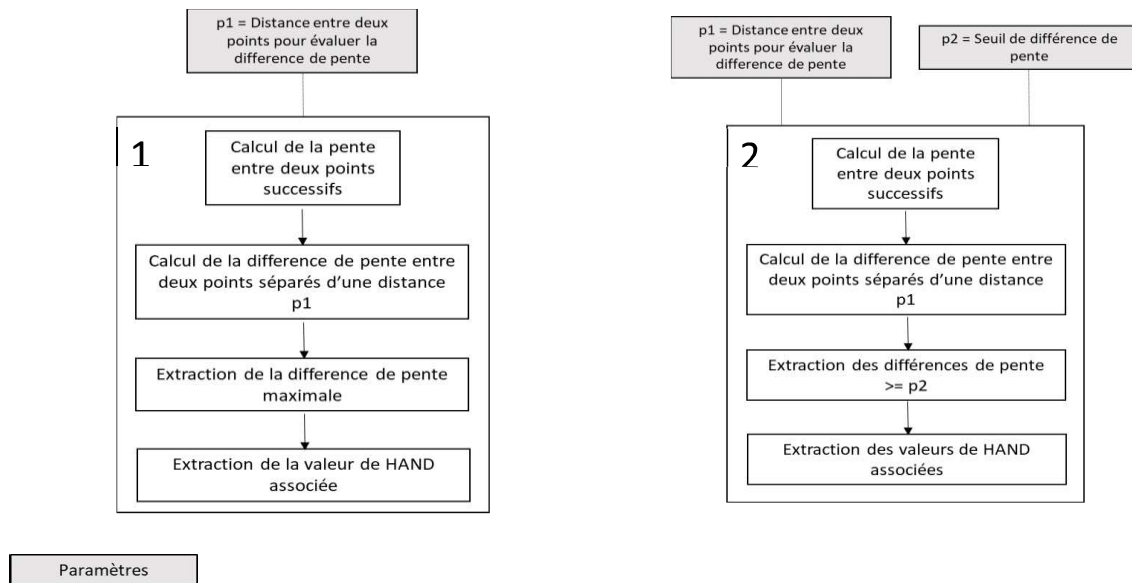 p1 = Distance entre deux
points pour évaluer la
difference de pente
1
Calcul de la pente
entre deux points
successifs
Calcul de la difference de pente entre
deux points séparés d'une distance
p1
Extraction de la difference de pente
maximale
Extraction de la valeur de HAND
associée
p1 = Distance entre deux
points pour évaluer la
difference de pente
p2 = Seuil de différence de
pente
2
Calcul de la pente
entre deux points
successifs
Calcul de la difference de pente entre
deux points séparés d'une distance
p1
Extraction des différences de pente
>= p2
Extraction des valeurs de HAND
associées
Paramètres